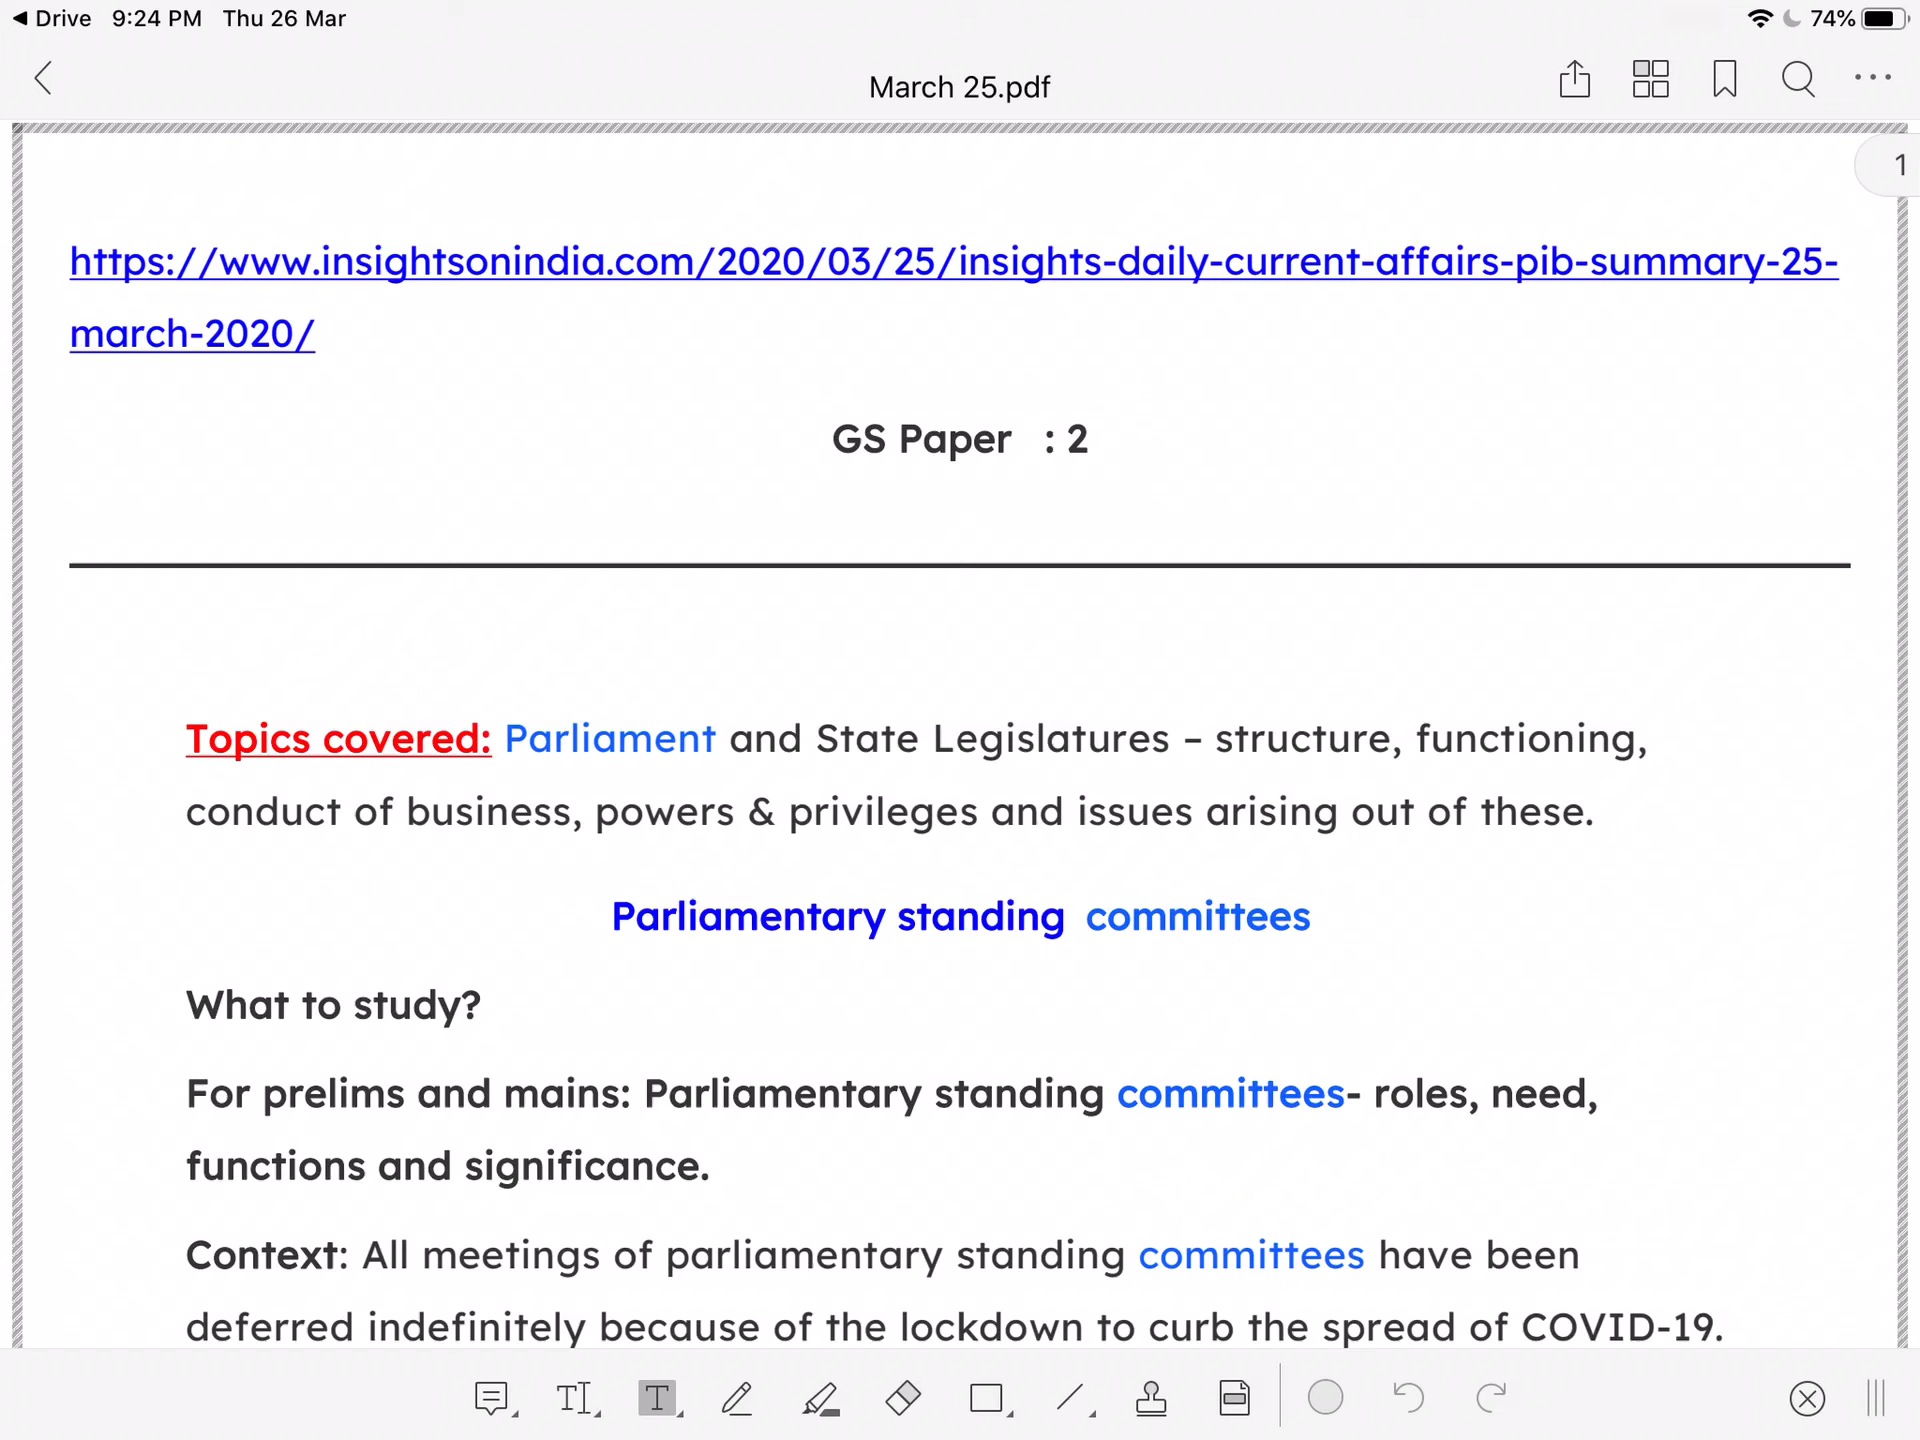 Drive 9:24 PM Thu 26 Mar 74%
March 25.pdf
1
https://www.insightsonindia.com/2020/03/25/insights-daily-current-affairs-pib-summary-25-
march-2020/
GS Paper : 2
Topics covered: Parliament and State Legislatures – structure, functioning,
conduct of business, powers & privileges and issues arising out of these.
Parliamentary standing committees
What to study?
For prelims and mains: Parliamentary standing committees- roles, need,
functions and significance.
Context: All meetings of parliamentary standing committees have been
deferred indefinitely because of the lockdown to curb the spread of COVID-19.